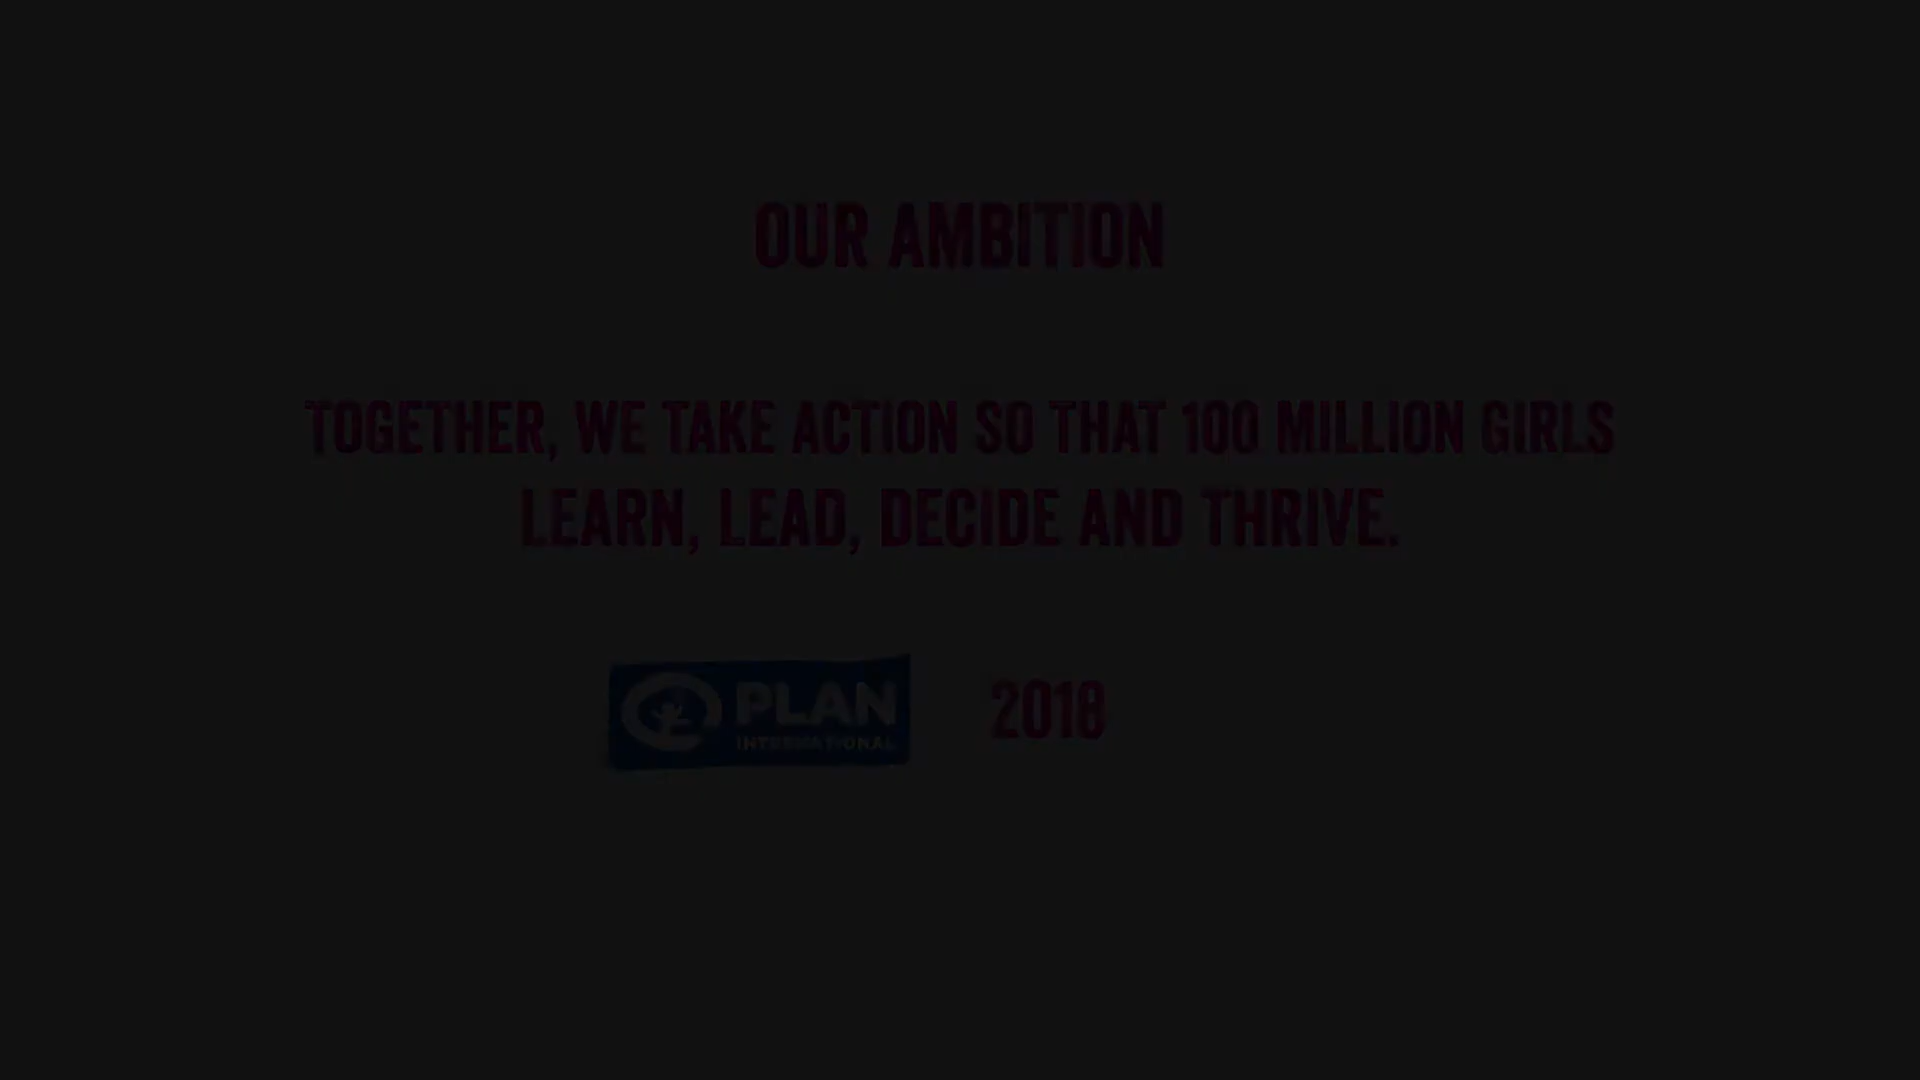 OUR AMBITION
TOGETHER, WE TAKE ACTION SO THAT 100 MILLION GIRLS
LEARN, LEAD, DECIDE AND THRIVE.
PLAN
INTERNATIONAL
2018